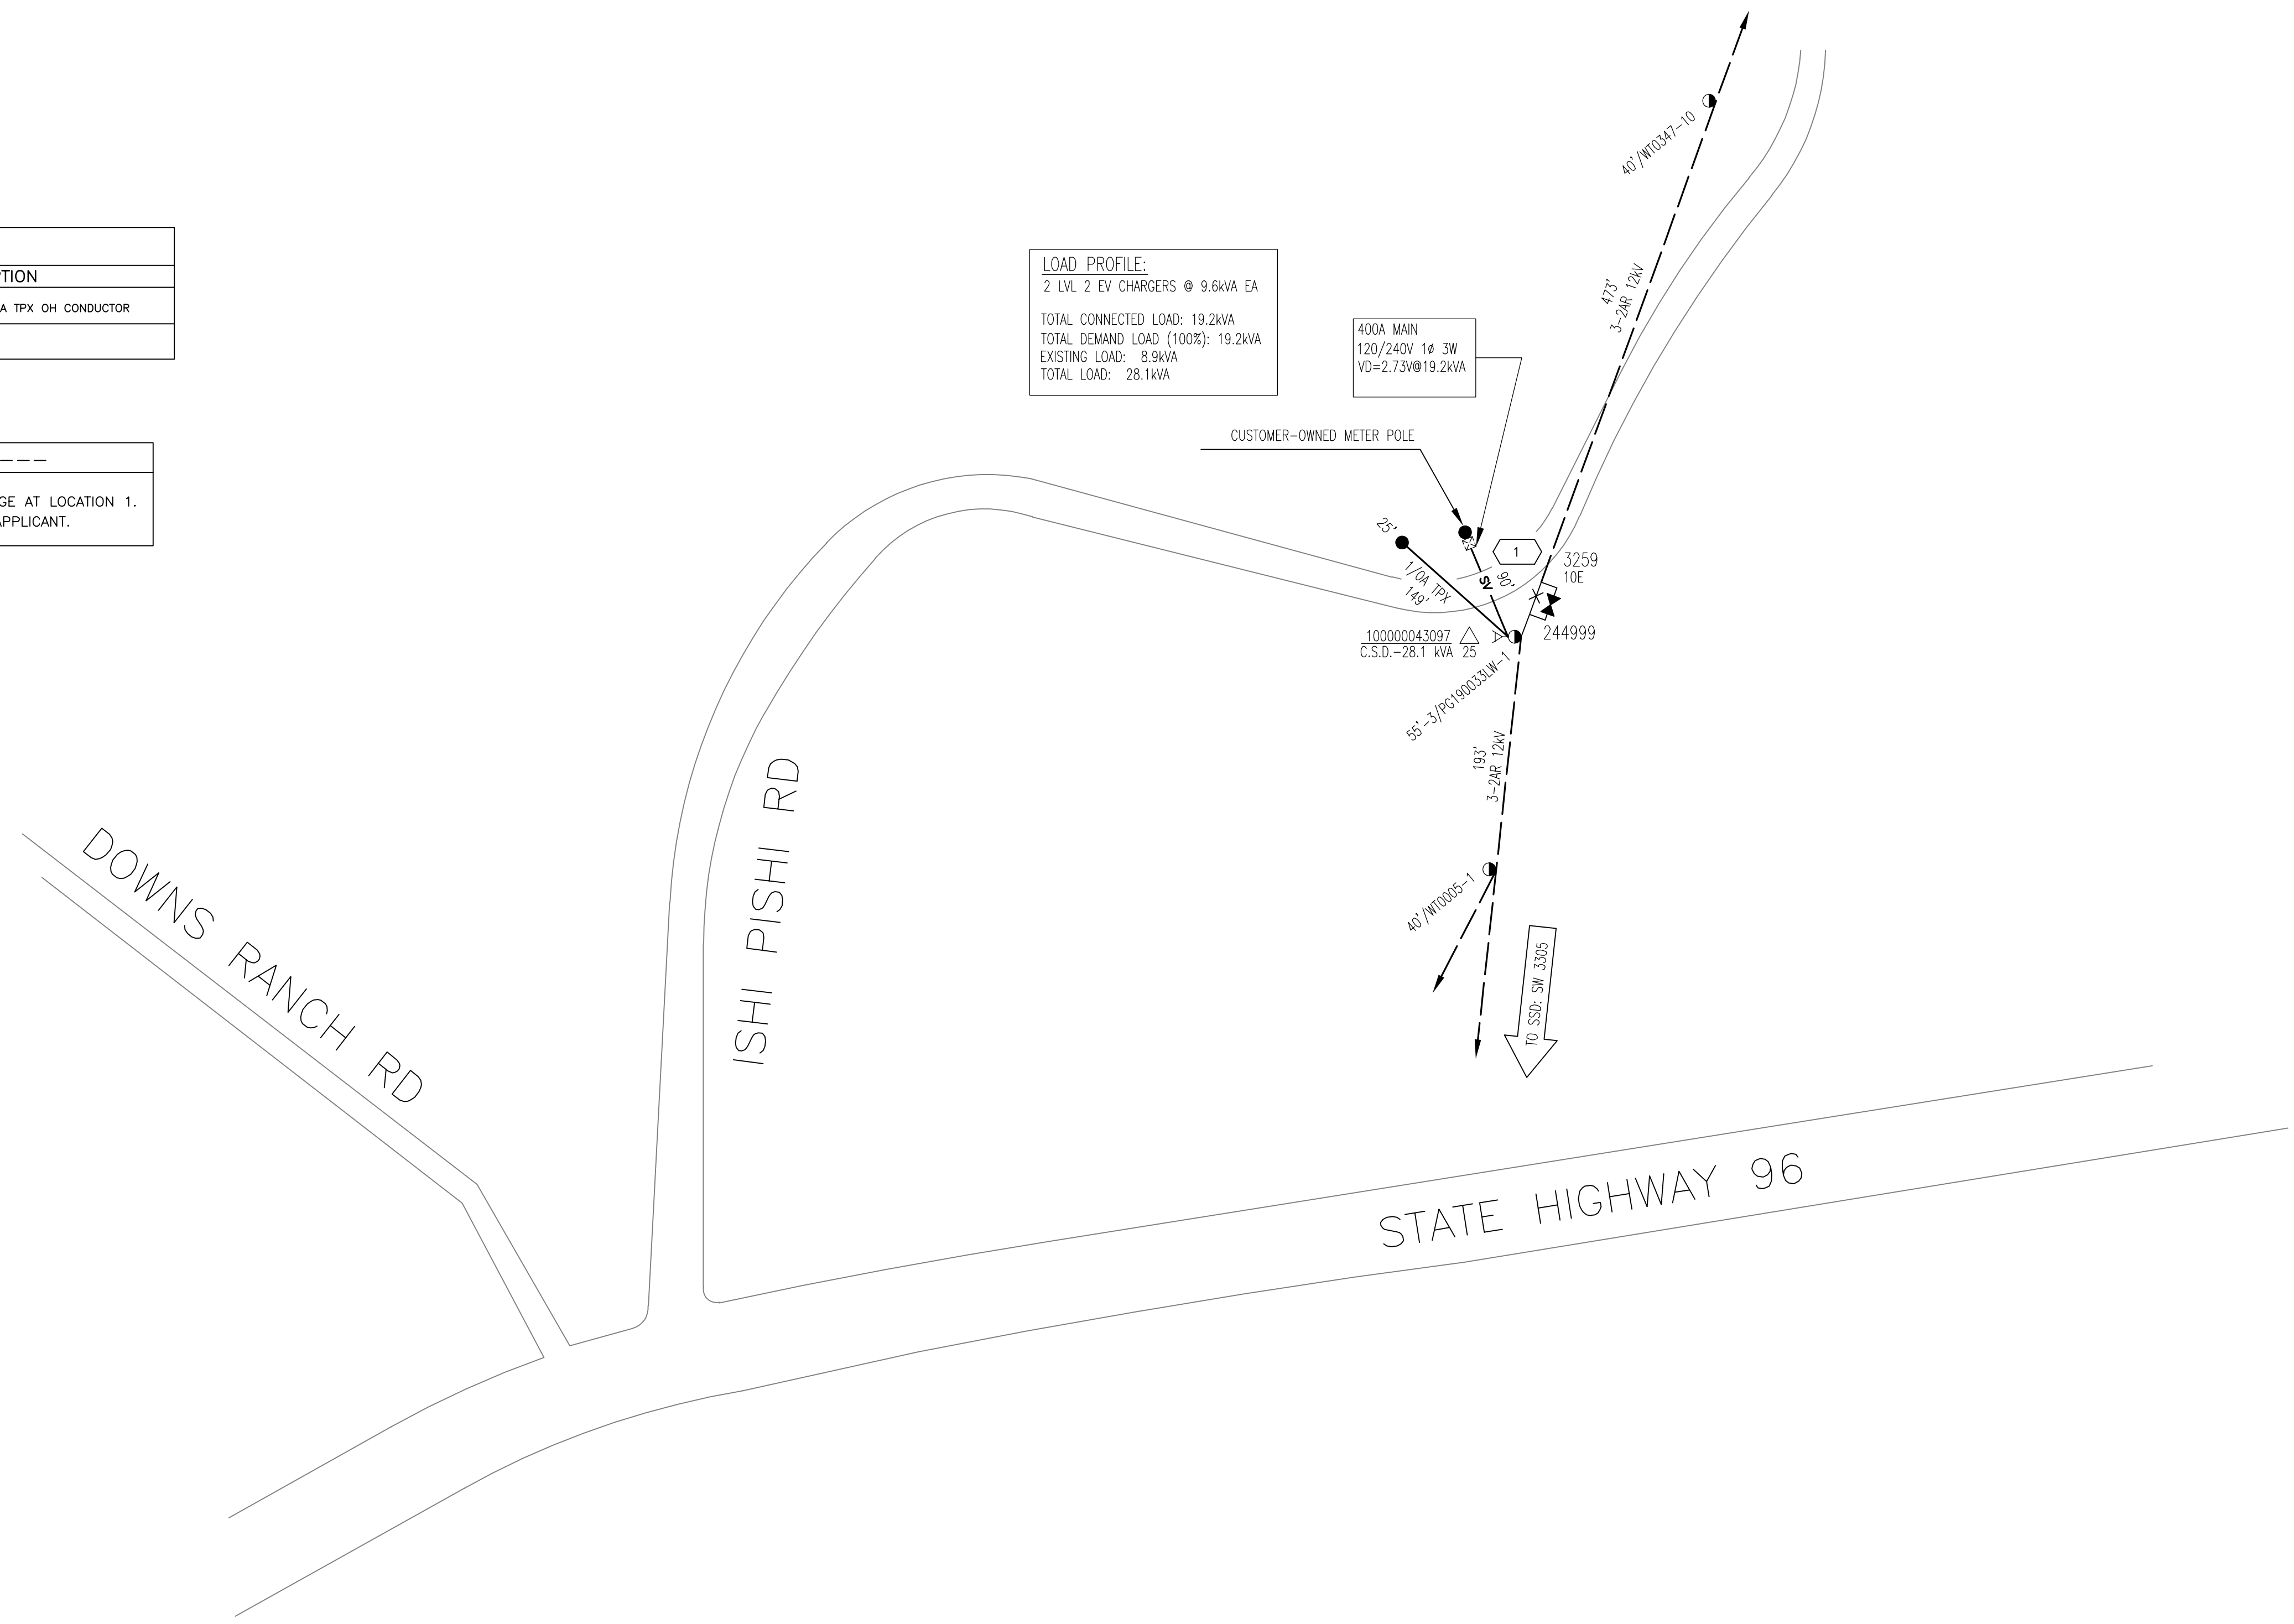 PTION
A TPX OH CONDUCTOR
GE AT LOCATION 1.
APPLICANT.
LOAD PROFILE:
2 LVL 2 EV CHARGERS @ 9.6kVA EA
TOTAL CONNECTED LOAD: 19.2kVA
TOTAL DEMAND LOAD (100%): 19.2kVA
EXISTING LOAD: 8.9kVA
TOTAL LOAD: 28.1kVA
400A MAIN
120/240V 1ø 3W
VD=2.73V@19.2kVA
CUSTOMER-OWNED METER POLE
40'/WT0347-10
473'
3-2AR 12kV
25'
1/0A TPX
149'
SV
90'
1
3259
10E
244999
100000043097
C.S.D.-28.1 kVA 25
55'-3/PG190033LW-1
193'
3-2AR 12kV
40'/WT0005-1
TO SSD: SW 3305
DOWNS RANCH RD
ISHI PISHI RD
STATE HIGHWAY 96